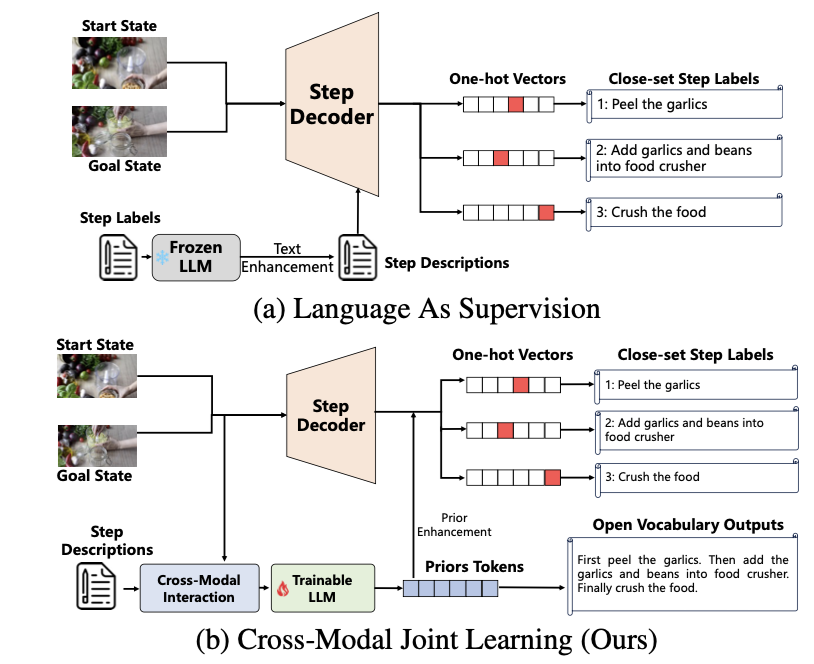 Start State
Goal State
Step
Decoder
One-hot Vectors
Close-set Step Labels
1: Peel the garlics
2: Add garlics and beans
into food crusher
3: Crush the food
Step Labels
Frozen
LLM
Text
Enhancement
Step Descriptions
(a) Language As Supervision
Start State
Goal State
Step
Decoder
One-hot Vectors
Close-set Step Labels
1: Peel the garlics
2: Add garlics and beans into
food crusher
3: Crush the food
Prior
Enhancement
Step
Descriptions
Cross-Modal
Interaction
Trainable
LLM
Priors Tokens
Open Vocabulary Outputs
First peel the garlics. Then add the
garlics and beans into food crusher.
Finally crush the food.
(b) Cross-Modal Joint Learning (Ours)